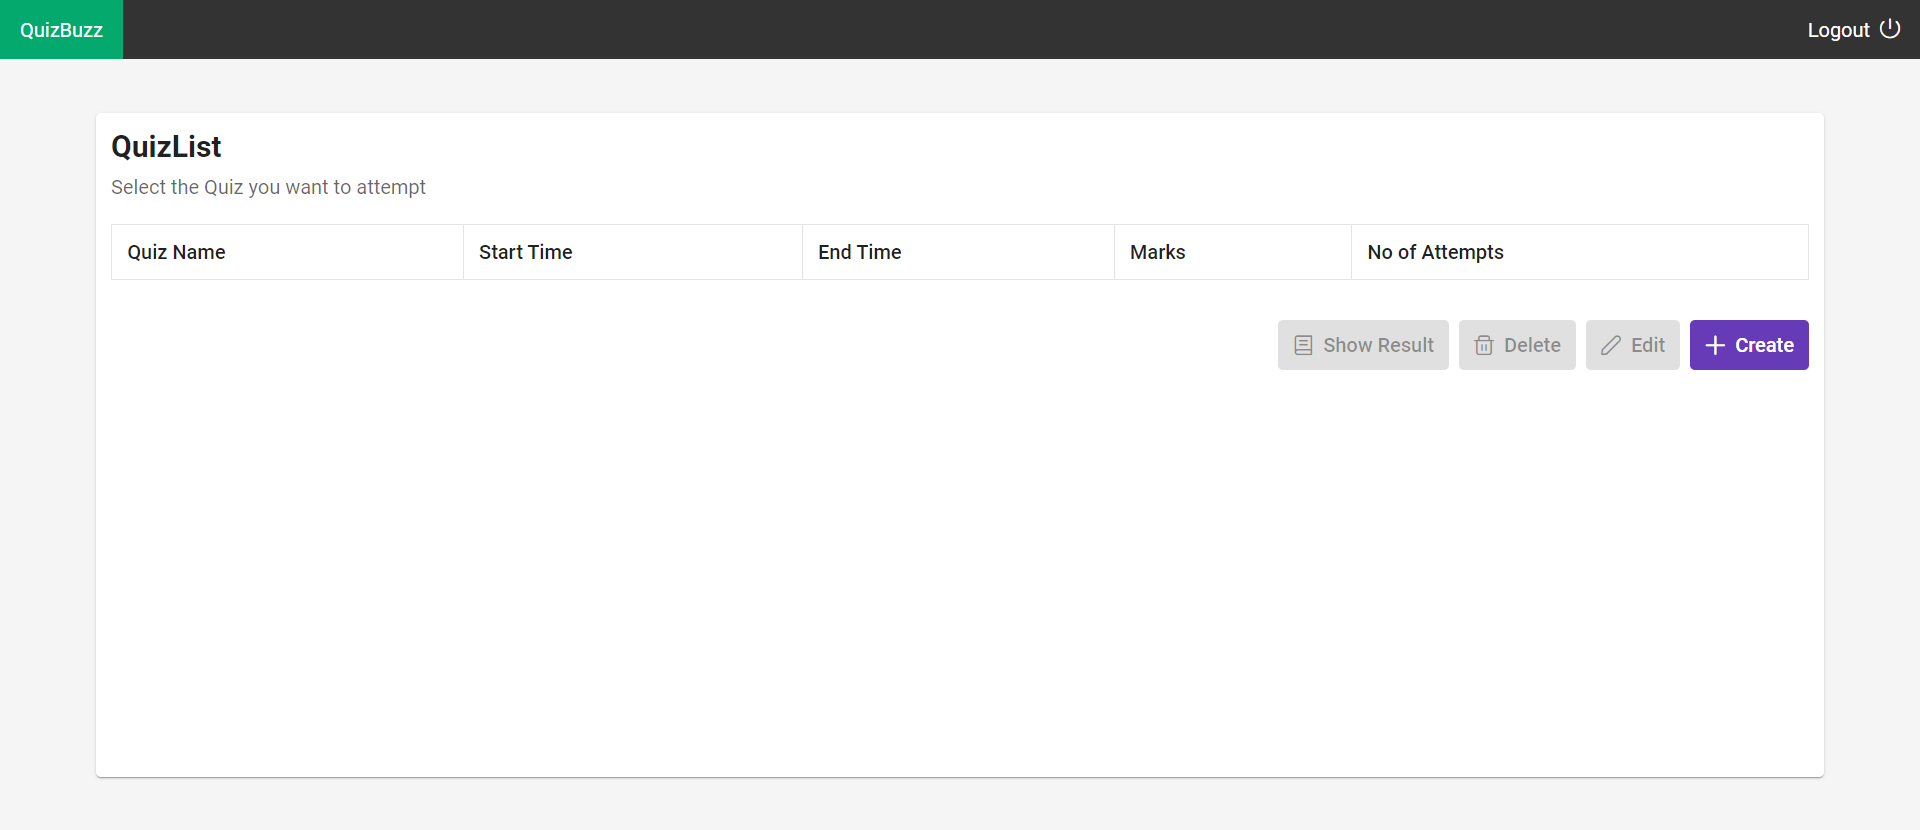 QuizBuzz
Logout
QuizList
Select the Quiz you want to attempt
Quiz Name Start Time End Time Marks No of Attempts
Show Result Delete Edit Create